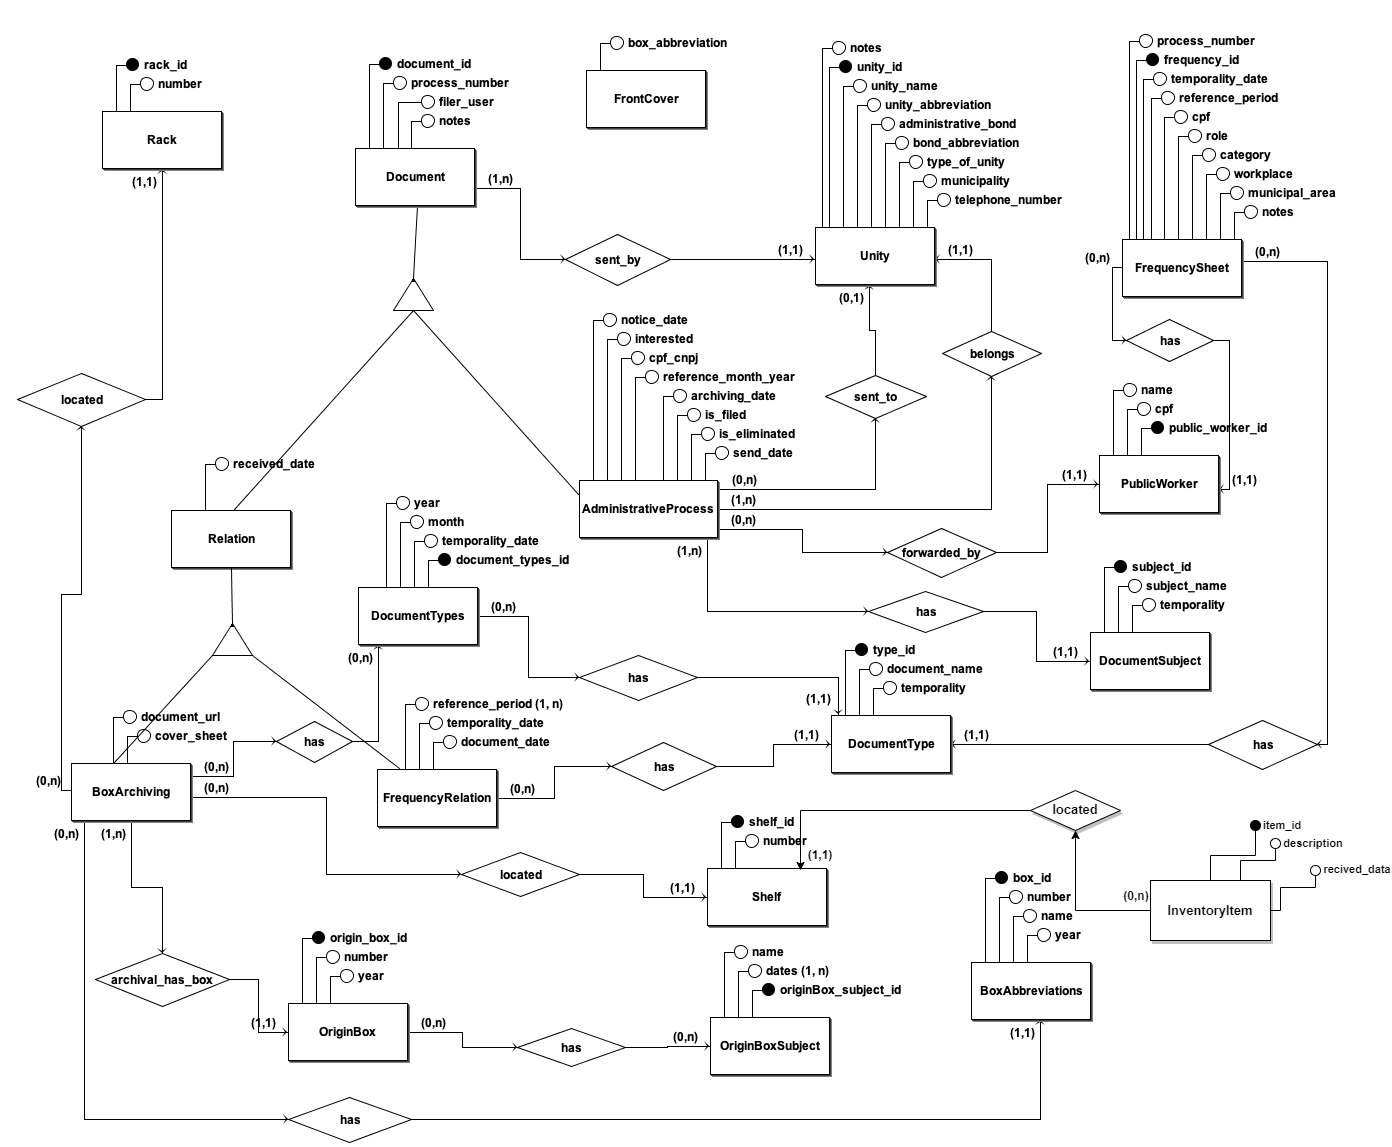 box_abbreviation
FrontCover
rack_id
number
Rack
(1,1)
document_id
process_number
filer_user
notes
Document
(1,n)
sent_by
(1,1)
notes
unity_id
unity_name
unity_abbreviation
administrative_bond
bond_abbreviation
type_of_unity
municipality
telephone_number
Unity
(1,1)
(0,1)
process_number
frequency_id
temporality_date
reference_period
cpf
role
category
workplace
municipal_area
notes
FrequencySheet
(0,n)
(0,n)
has
belongs
sent_to
located
notice_date
interested
cpf_cnpj
reference_month_year
archiving_date
is_filed
is_eliminated
send_date
AdministrativeProcess
(0,n)
(1,n)
(0,n)
(1,n)
name
cpf
public_worker_id
PublicWorker
(1,1)
(1,1)
forwarded_by
received_date
Relation
year
month
temporality_date
document_types_id
DocumentTypes
(0,n)
(0,n)
has
subject_id
subject_name
temporality
DocumentSubject
(1,1)
has
type_id
document_name
temporality
DocumentType
(1,1)
(1,1)
(1,1)
has
document_url
cover_sheet
BoxArchiving
(0,n)
(0,n)
(0,n)
(0,n)
(1,n)
has
reference_period (1, n)
temporality_date
document_date
FrequencyRelation
(0,n)
has
located
shelf_id
number
Shelf
(1,1)
(1,1)
located
item_id
description
recived_data
InventoryItem
(0,n)
box_id
number
name
year
BoxAbbreviations
(1,1)
archival_has_box
(1,1)
origin_box_id
number
year
OriginBox
(0,n)
has
(0,n)
name
dates (1, n)
originBox_subject_id
OriginBoxSubject
has